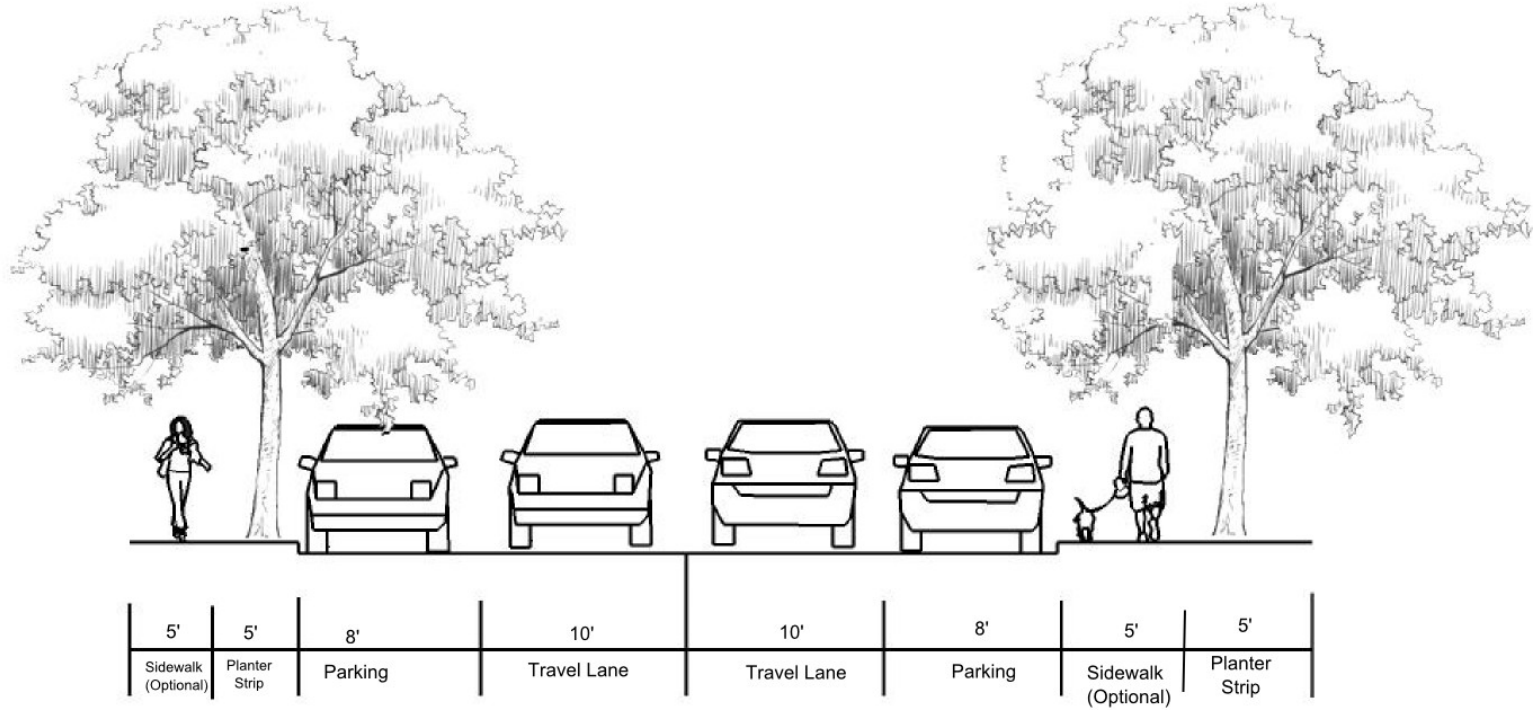 5' 5' 8' 10' 10' 8' 5' 5'
Sidewalk
(Optional)
Planter
Strip
Parking
Travel Lane
Travel Lane
Parking
Sidewalk
(Optional)
Planter
Strip